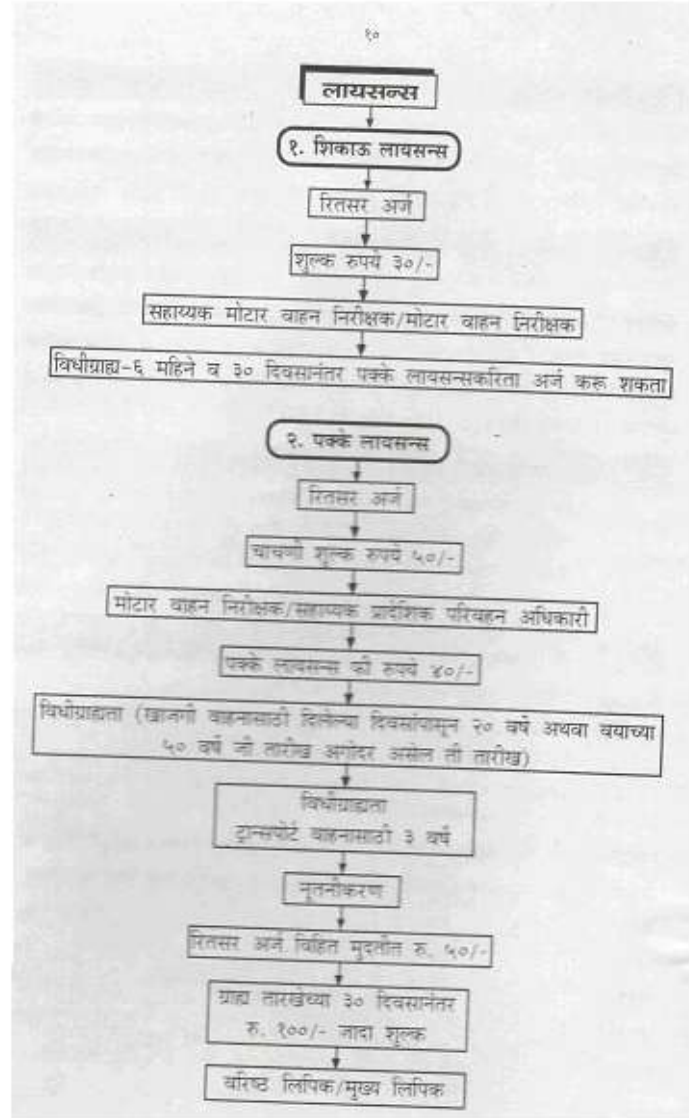 १०
लायसन्स
१. शिकाऊ लायसन्स
रितसर अर्ज
शुल्क रुपये ३०/-
सहाय्यक मोटार वाहन निरीक्षक/मोटार वाहन निरीक्षक
विधीग्राह्य-६ महिने व ३० दिवसानंतर पक्के लायसन्सकरिता अर्ज करू शकता
२. पक्के लायसन्स
रितसर अर्ज
चाचणी शुल्क रुपये ५०/-
मोटार वाहन निरीक्षक/सहाय्यक प्रादेशिक परिवहन अधिकारी
पक्के लायसन्स फी रुपये ४०/-
विधीग्राह्यता (खाजगी वाहनासाठी दिलेल्या दिवसांपासून २० वर्षे अथवा वयाच्या
५० वर्षे जी तारीख अगोदर असेल ती तारीख)
विधीग्राह्यता
ट्रान्सपोर्ट वाहनासाठी ३ वर्षे
नूतनीकरण
रितसर अर्ज विहित मुदतीत रु. ५०/-
ग्राह्य तारखेच्या ३० दिवसानंतर
रु. १००/- जादा शुल्क
वरिष्ठ लिपिक/मुख्य लिपिक